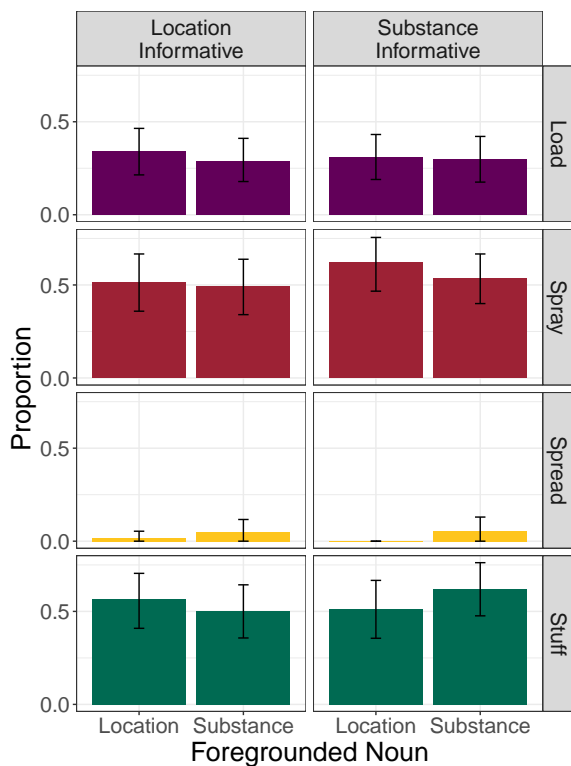 Location
Informative
Substance
Informative
Proportion
0.5
0.0
Load
0.5
0.0
Spray
0.5
0.0
Spread
0.5
0.0
Stuff
Location Substance Location Substance
Foregrounded Noun